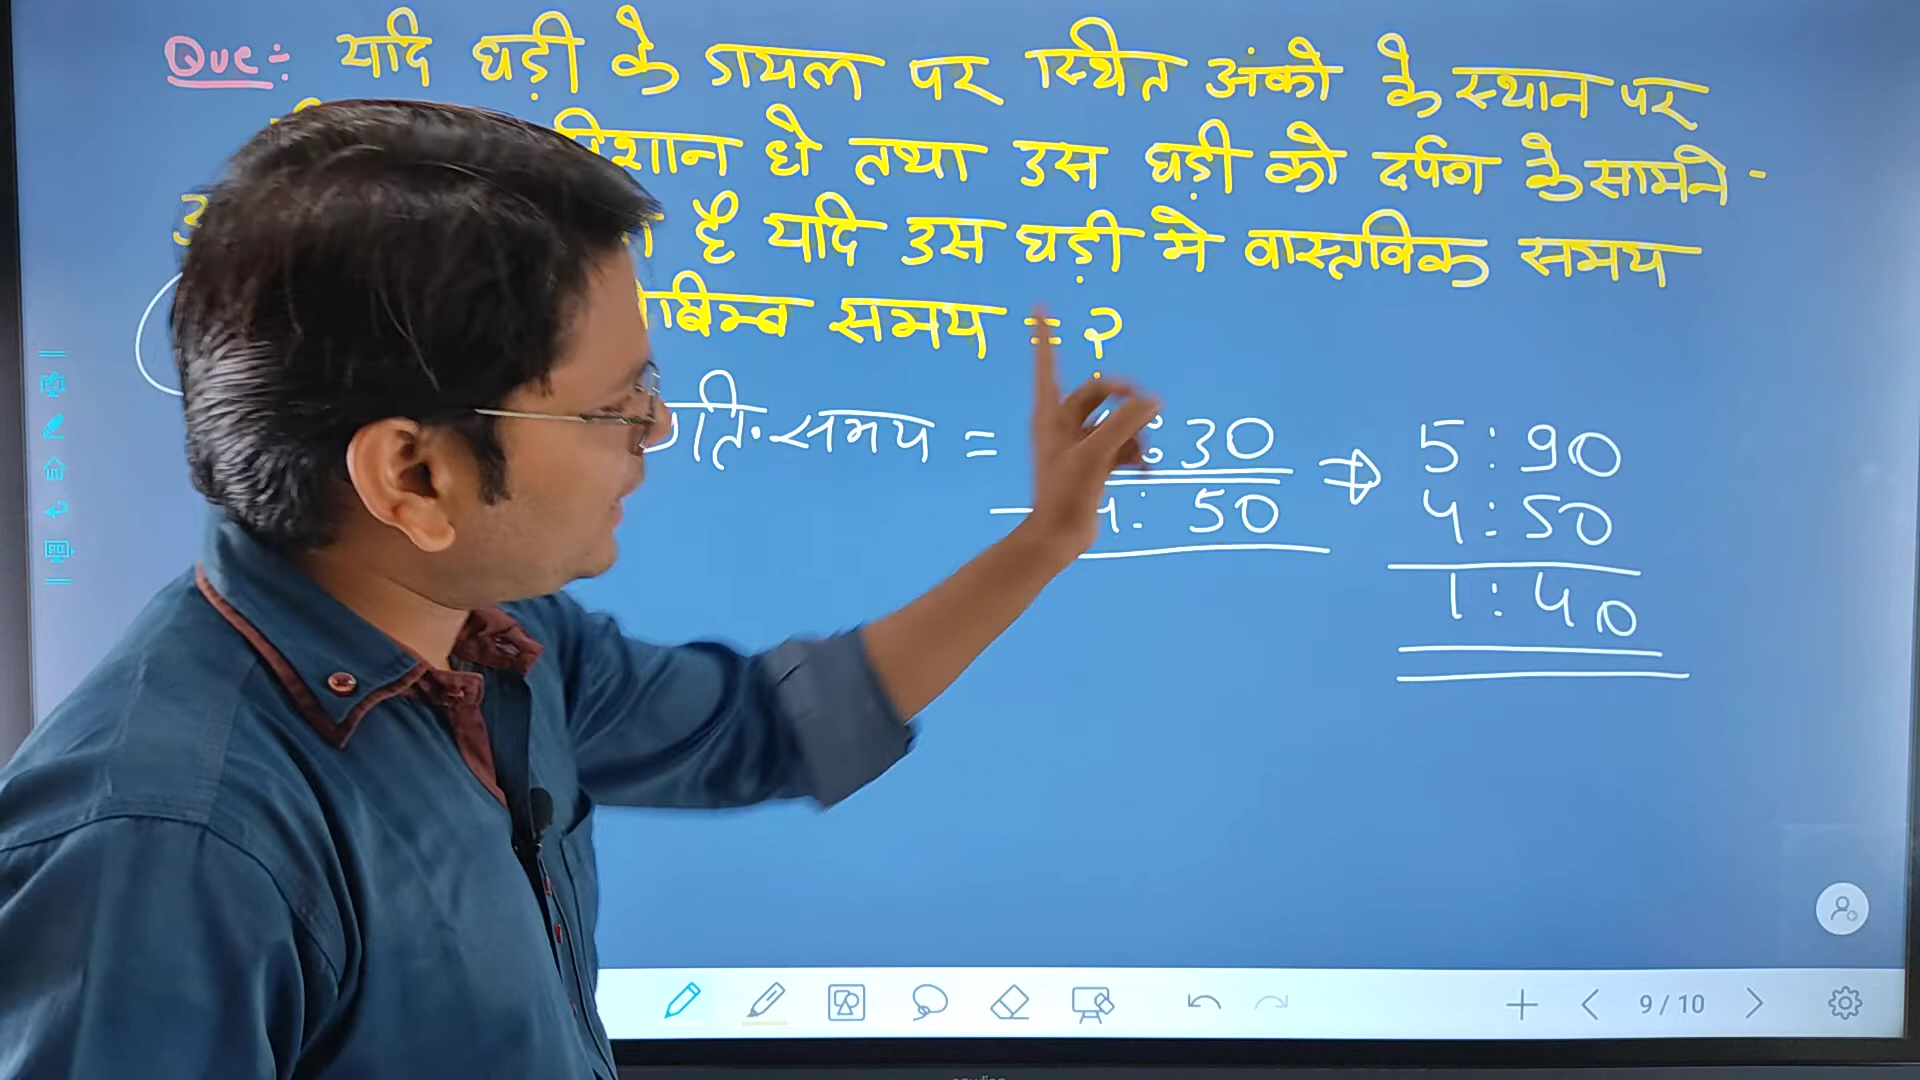 Que:- यदि घड़ी के डायल पर स्थित अंको के स्थान पर
हो तथा उस घड़ी को दर्पण के सामने -
है यदि उस घड़ी मे वास्तविक समय
समय = ?
समय = :30 ⇒ 5:90
- 4: 50 4:50
1:40
9 / 10